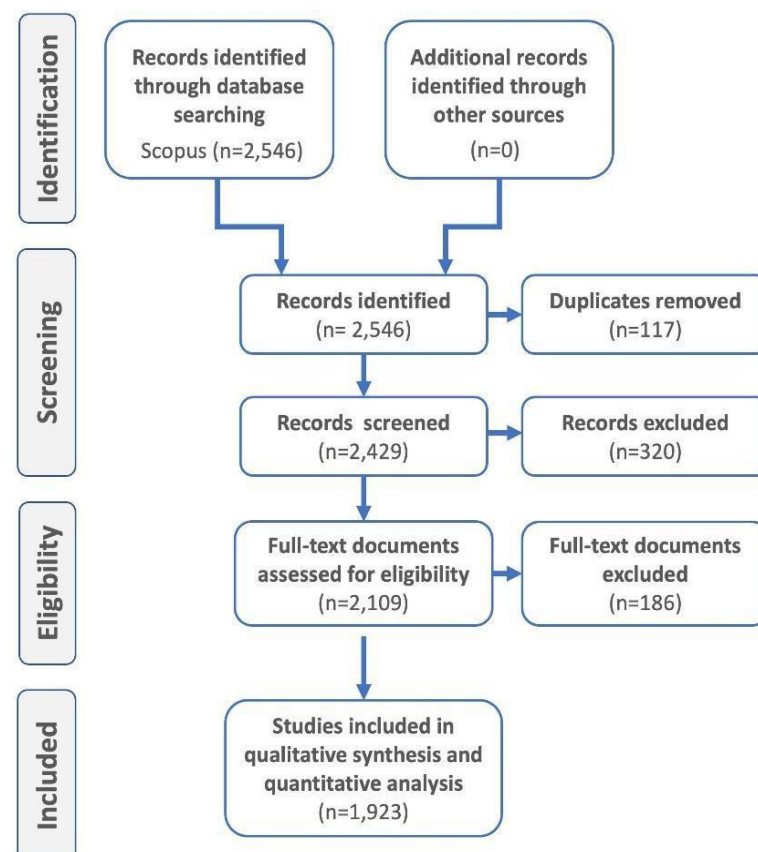 Identification
Records identified
through database
searching
Scopus (n=2,546)
Additional records
identified through
other sources
(n=0)
Screening
Records identified
(n= 2,546)
Duplicates removed
(n=117)
Records screened
(n=2,429)
Records excluded
(n=320)
Eligibility
Full-text documents
assessed for eligibility
(n=2,109)
Full-text documents
excluded
(n=186)
Included
Studies included in
qualitative synthesis and
quantitative analysis
(n=1,923)